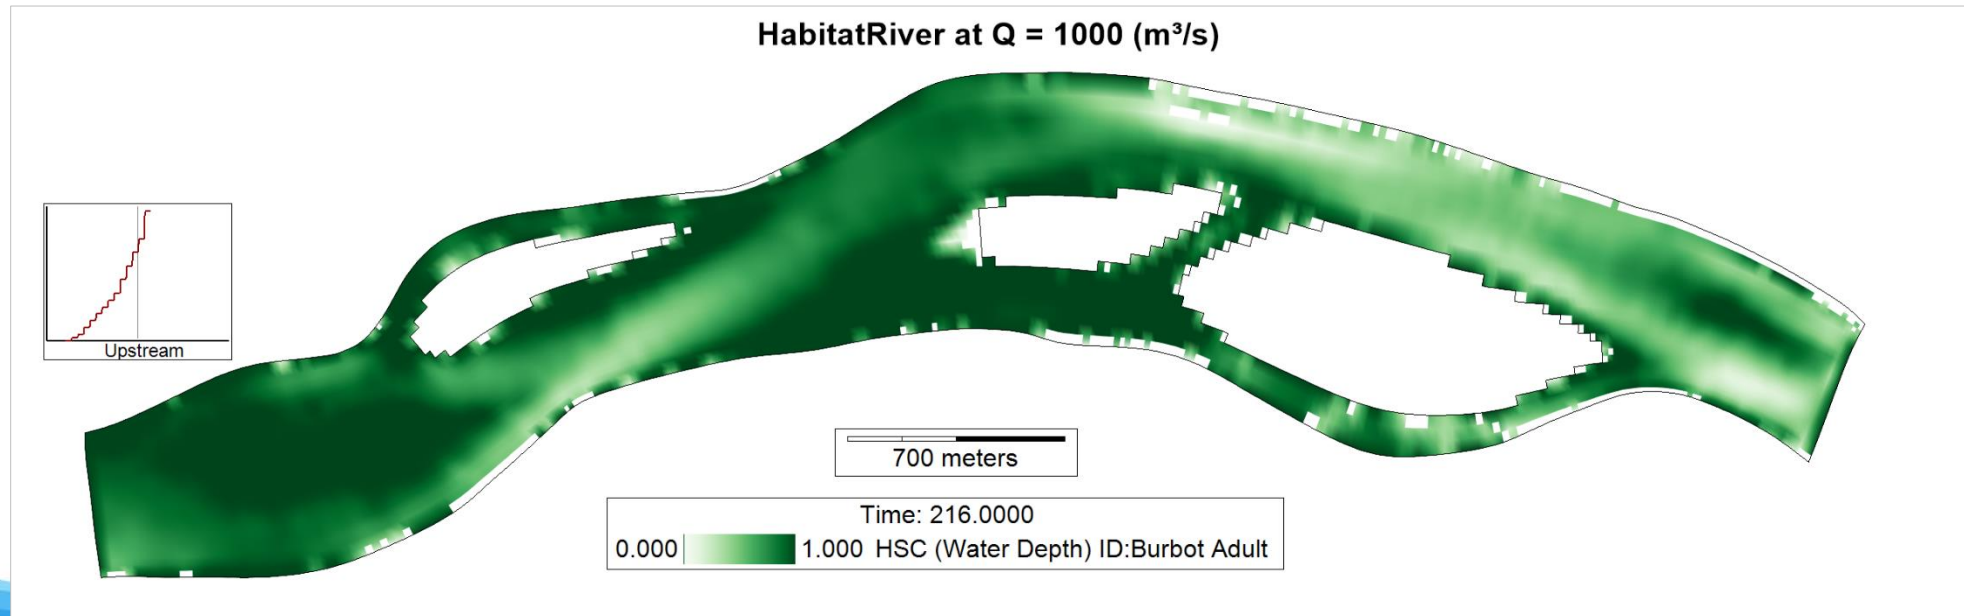 HabitatRiver at Q = 1000 (m³/s)
Upstream
700 meters
Time: 216.0000
0.000 1.000 HSC (Water Depth) ID:Burbot Adult